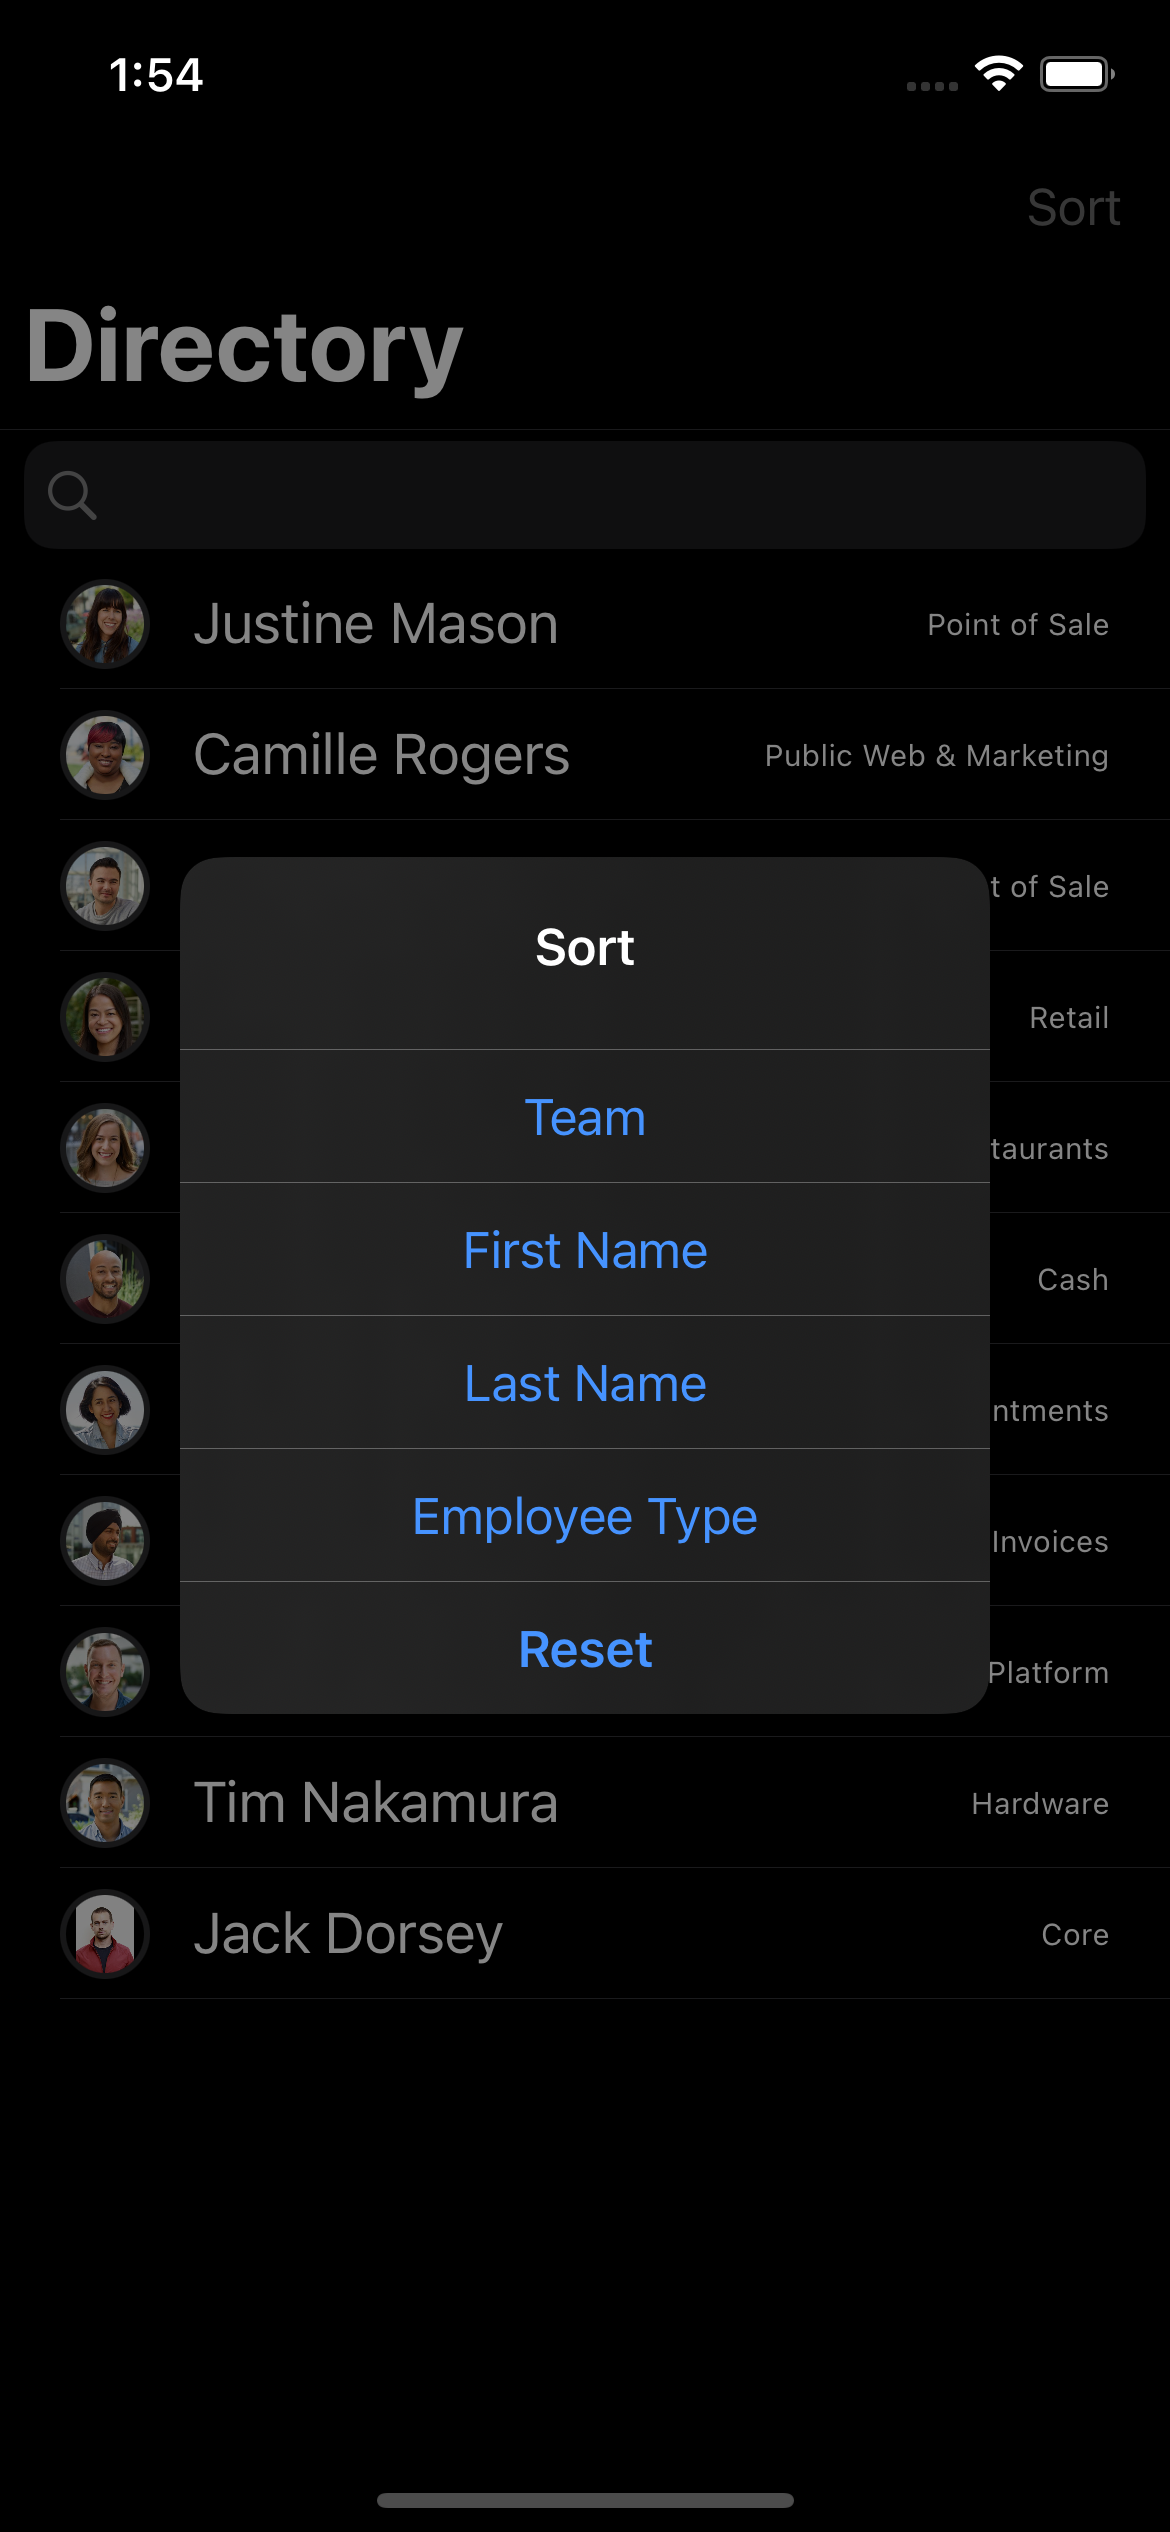 1:54
Sort
Directory
Justine Mason Point of Sale
Camille Rogers Public Web & Marketing
t of Sale
Sort
Retail
Team
taurants
First Name
Cash
Last Name
ntments
Employee Type
Invoices
Reset
Platform
Tim Nakamura Hardware
Jack Dorsey Core